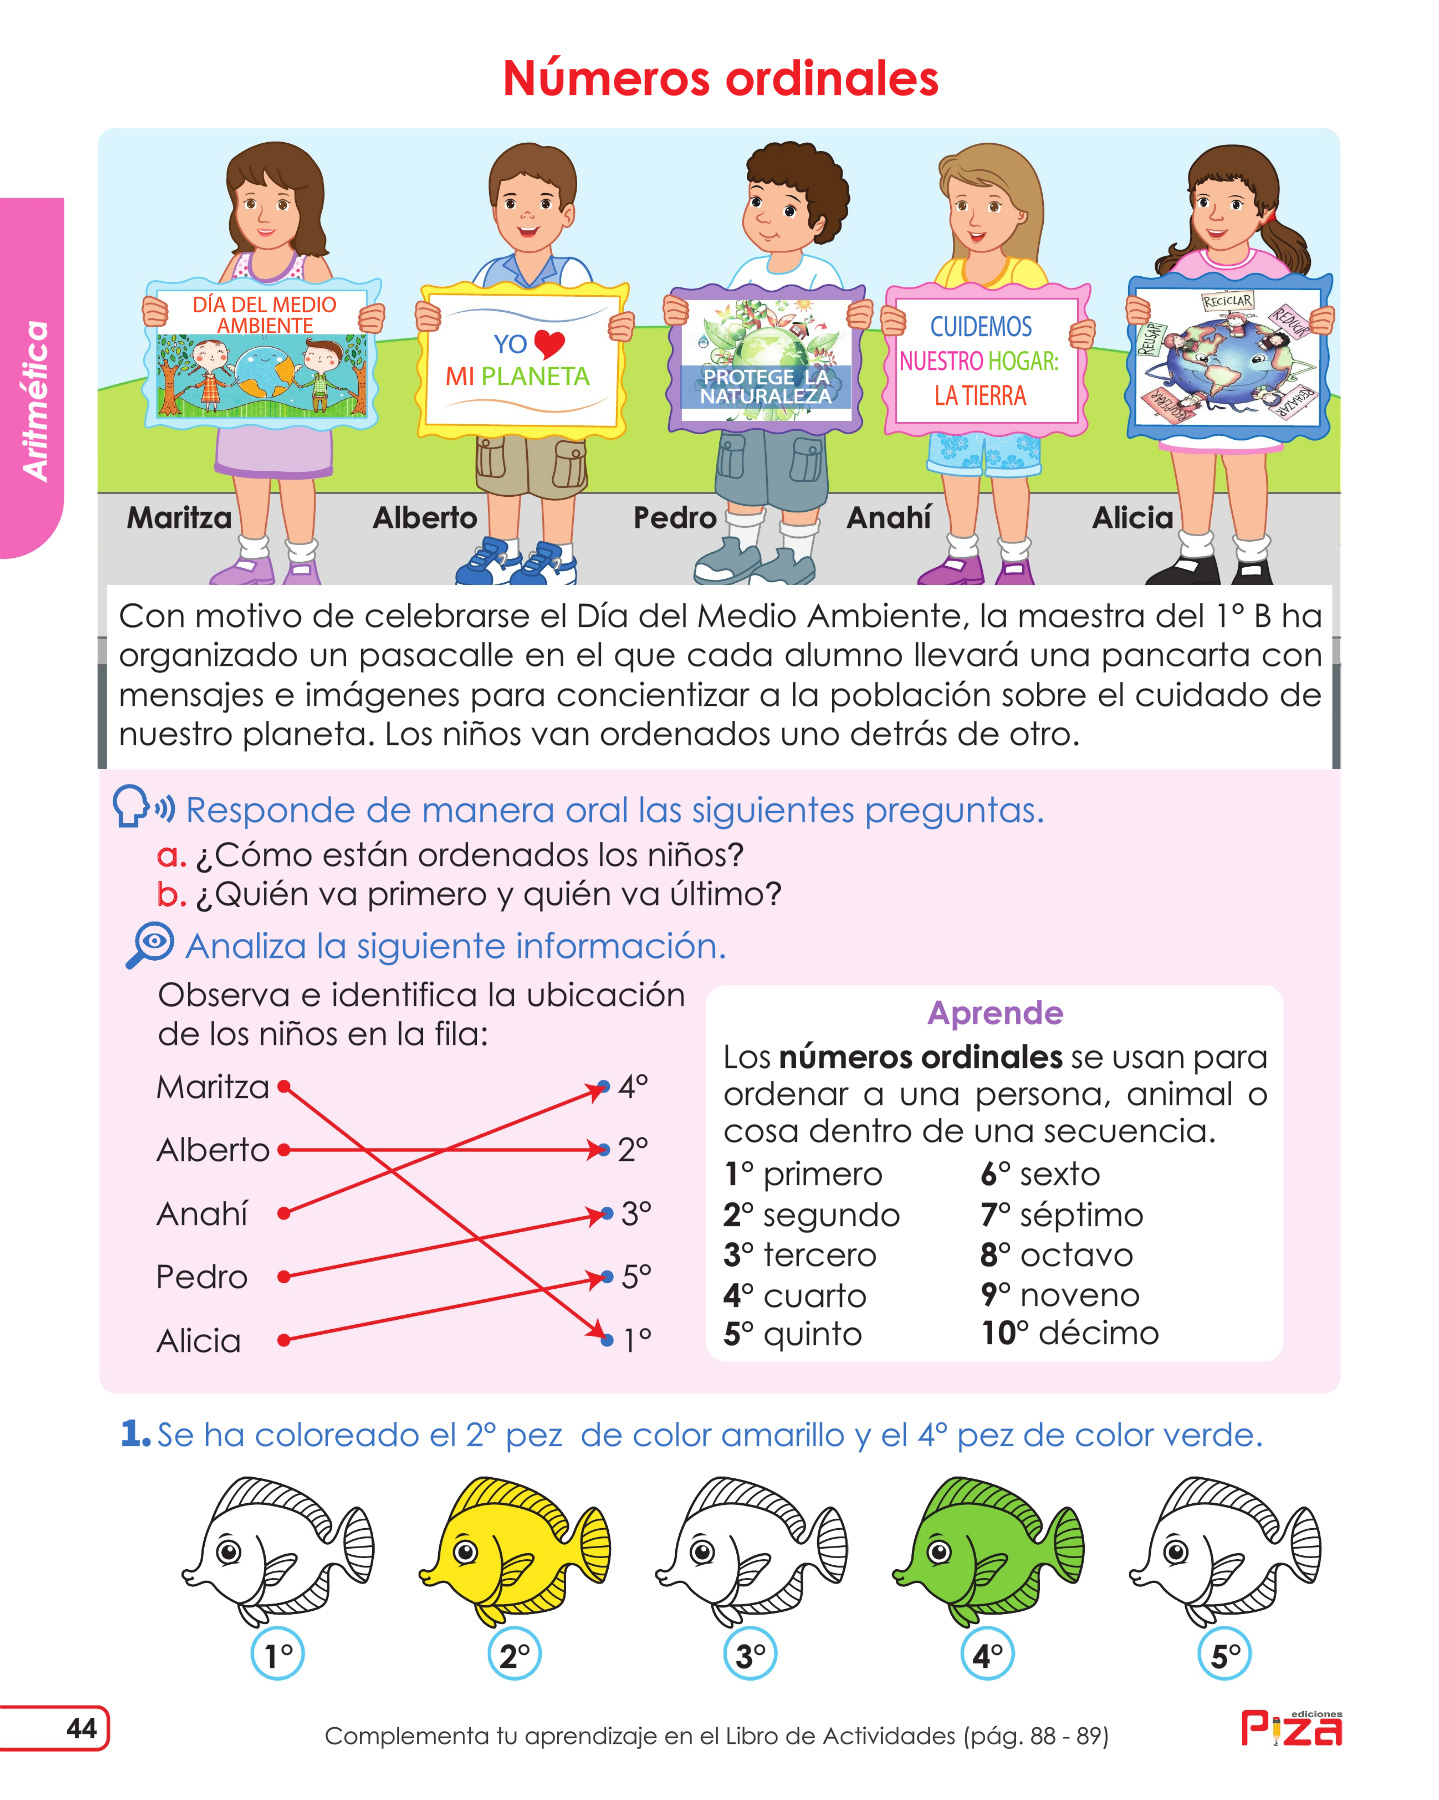 Números ordinales
Aritmética
DÍA DEL MEDIO
AMBIENTE
YO
MI PLANETA
PROTEGE LA
NATURALEZA
CUIDEMOS
NUESTRO HOGAR:
LA TIERRA
RECICLAR
REDUCIR
REUSAR
RECUPERAR
RECHAZAR
Maritza
Alberto
Pedro
Anahí
Alicia
Con motivo de celebrarse el Día del Medio Ambiente, la maestra del 1° B ha
organizado un pasacalle en el que cada alumno llevará una pancarta con
mensajes e imágenes para concientizar a la población sobre el cuidado de
nuestro planeta. Los niños van ordenados uno detrás de otro.
Responde de manera oral las siguientes preguntas.
a. ¿Cómo están ordenados los niños?
b. ¿Quién va primero y quién va último?
Analiza la siguiente información.
Observa e identifica la ubicación
de los niños en la fila:
Maritza 4°
Alberto 2°
Anahí 3°
Pedro 5°
Alicia 1°
Aprende
Los números ordinales se usan para
ordenar a una persona, animal o
cosa dentro de una secuencia.
1° primero 6° sexto
2° segundo 7° séptimo
3° tercero 8° octavo
4° cuarto 9° noveno
5° quinto 10° décimo
1. Se ha coloreado el 2° pez de color amarillo y el 4° pez de color verde.
1° 2° 3° 4° 5°
44
Complementa tu aprendizaje en el Libro de Actividades (pág. 88 - 89)
ediciones
Piza